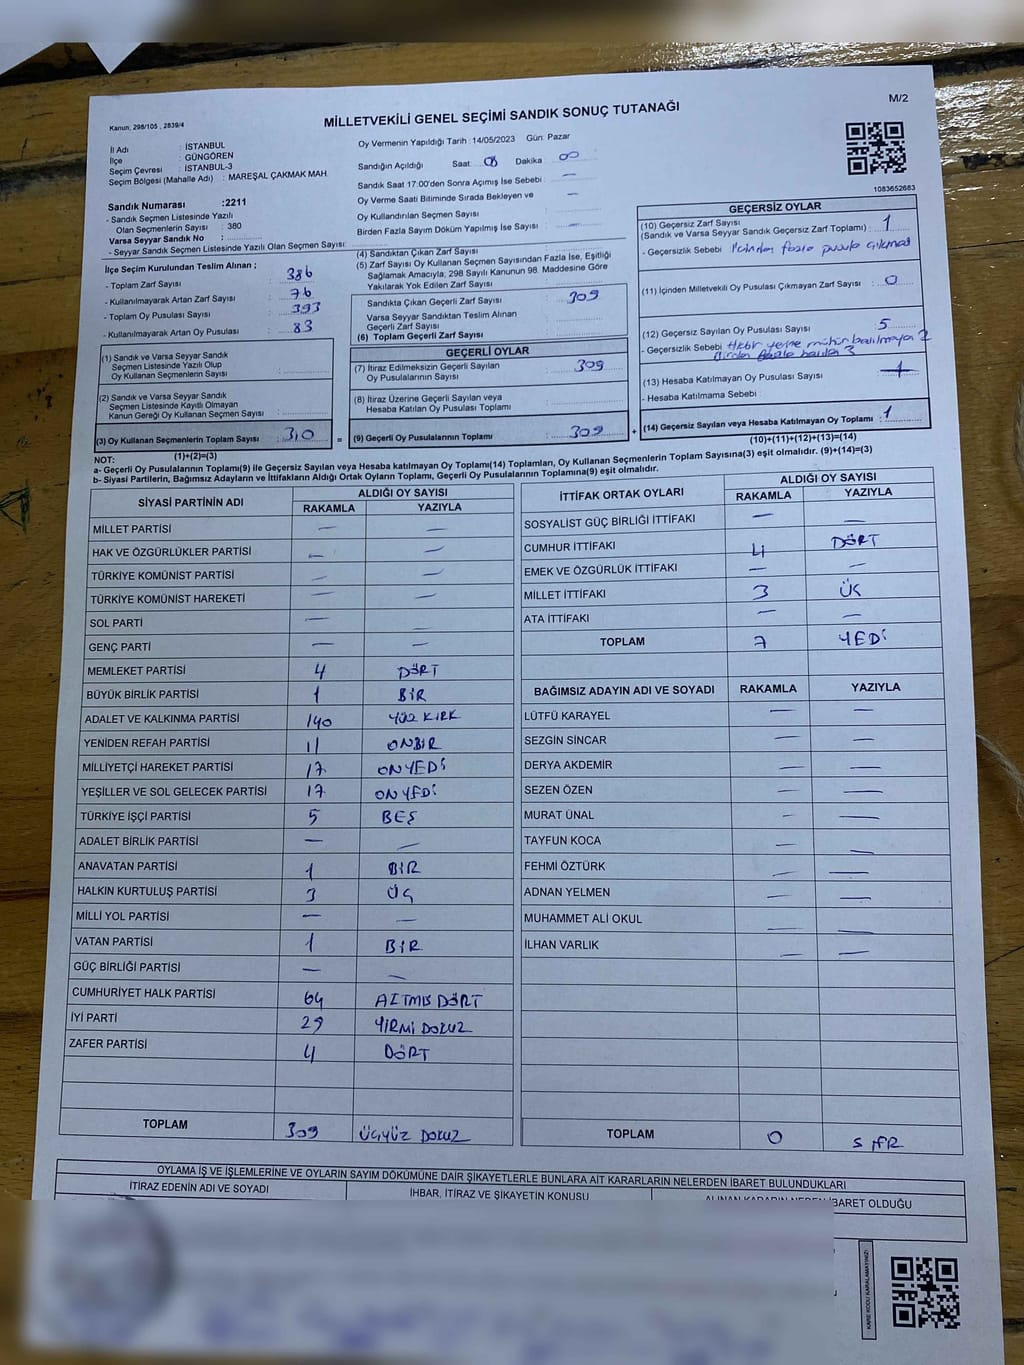 M/2
Kanun; 298/105 , 2839/4
MİLLETVEKİLİ GENEL SEÇİMİ SANDIK SONUÇ TUTANAĞI
İl Adı : İSTANBUL
İlçe : GÜNGÖREN
Seçim Çevresi : İSTANBUL-3
Seçim Bölgesi (Mahalle Adı) : MAREŞAL ÇAKMAK MAH.
Sandık Numarası :2211
- Sandık Seçmen Listesinde Yazılı
Olan Seçmenlerin Sayısı : 380
Varsa Seyyar Sandık No :
- Seyyar Sandık Seçmen Listesinde Yazılı Olan Seçmen Sayısı:
Oy Vermenin Yapıldığı Tarih : 14/05/2023 Gün: Pazar
Sandığın Açıldığı Saat : 08 Dakika : 00
Sandık Saat 17:00'den Sonra Açımış İse Sebebi : —
Oy Verme Saati Bitiminde Sırada Bekleyen ve
Oy Kullandırılan Seçmen Sayısı : —
Birden Fazla Sayım Döküm Yapılmış İse Sayısı : —
1083652683
İlçe Seçim Kurulundan Teslim Alınan ;
- Toplam Zarf Sayısı : 386
- Kullanılmayarak Artan Zarf Sayısı : 76
- Toplam Oy Pusulası Sayısı : 393
- Kullanılmayarak Artan Oy Pusulası : 83
(1) Sandık ve Varsa Seyyar Sandık
Seçmen Listesinde Yazılı Olup
Oy Kullanan Seçmenlerin Sayısı :
(2) Sandık ve Varsa Seyyar Sandık
Seçmen Listesinde Kayıtlı Olmayan
Kanun Gereği Oy Kullanan Seçmen Sayısı :
(3) Oy Kullanan Seçmenlerin Toplam Sayısı : 310
(1)+(2)=(3)
(4) Sandıktan Çıkan Zarf Sayısı :
(5) Zarf Sayısı Oy Kullanan Seçmen Sayısından Fazla İse, Eşitliği
Sağlamak Amacıyla; 298 Sayılı Kanunun 98. Maddesine Göre
Yakılarak Yok Edilen Zarf Sayısı :
Sandıkta Çıkan Geçerli Zarf Sayısı : 309
Varsa Seyyar Sandıktan Teslim Alınan
Geçerli Zarf Sayısı :
(6) Toplam Geçerli Zarf Sayısı :
GEÇERLİ OYLAR
(7) İtiraz Edilmeksizin Geçerli Sayılan
Oy Pusulalarının Sayısı : 309
(8) İtiraz Üzerine Geçerli Sayılan veya
Hesaba Katılan Oy Pusulası Toplamı :
= (9) Geçerli Oy Pusulalarının Toplamı : 309 +
GEÇERSİZ OYLAR
(10) Geçersiz Zarf Sayısı : 1
(Sandık ve Varsa Seyyar Sandık Geçersiz Zarf Toplamı)
- Geçersizlik Sebebi : İçinden fazla pusula çıkması
(11) İçinden Milletvekili Oy Pusulası Çıkmayan Zarf Sayısı : 0
(12) Geçersiz Sayılan Oy Pusulası Sayısı : 5
- Geçersizlik Sebebi : Hiçbir yerine mühür basılmaya 2
Birden fazla 3
(13) Hesaba Katılmayan Oy Pusulası Sayısı : 1
- Hesaba Katılmama Sebebi :
(14) Geçersiz Sayılan veya Hesaba Katılmayan Oy Toplamı : 1
(10)+(11)+(12)+(13)=(14)
NOT:
a- Geçerli Oy Pusulalarının Toplamı(9) ile Geçersiz Sayılan veya Hesaba katılmayan Oy Toplamı(14) Toplamları, Oy Kullanan Seçmenlerin Toplam Sayısına(3) eşit olmalıdır. (9)+(14)=(3)
b- Siyasi Partilerin, Bağımsız Adayların ve İttifakların Aldığı Ortak Oyların Toplamı, Geçerli Oy Pusulalarının Toplamına(9) eşit olmalıdır.
SİYASİ PARTİNİN ADI ALDIĞI OY SAYISI
RAKAMLA YAZIYLA
MİLLET PARTİSİ — —
HAK VE ÖZGÜRLÜKLER PARTİSİ — —
TÜRKİYE KOMÜNİST PARTİSİ — —
TÜRKİYE KOMÜNİST HAREKETİ — —
SOL PARTİ — —
GENÇ PARTİ — —
MEMLEKET PARTİSİ 4 DÖRT
BÜYÜK BİRLİK PARTİSİ 1 BİR
ADALET VE KALKINMA PARTİSİ 140 YÜZ KIRK
YENİDEN REFAH PARTİSİ 11 ONBİR
MİLLİYETÇİ HAREKET PARTİSİ 17 ONYEDİ
YEŞİLLER VE SOL GELECEK PARTİSİ 17 ONYEDİ
TÜRKİYE İŞÇİ PARTİSİ 5 BEŞ
ADALET BİRLİK PARTİSİ — —
ANAVATAN PARTİSİ 1 BİR
HALKIN KURTULUŞ PARTİSİ 3 ÜÇ
MİLLİ YOL PARTİSİ — —
VATAN PARTİSİ 1 BİR
GÜÇ BİRLİĞİ PARTİSİ — —
CUMHURİYET HALK PARTİSİ 64 ALTMIŞ DÖRT
İYİ PARTİ 29 YİRMİ DOKUZ
ZAFER PARTİSİ 4 DÖRT
TOPLAM 309 ÜÇYÜZ DOKUZ
İTTİFAK ORTAK OYLARI ALDIĞI OY SAYISI
RAKAMLA YAZIYLA
SOSYALİST GÜÇ BİRLİĞİ İTTİFAKI — —
CUMHUR İTTİFAKI 4 DÖRT
EMEK VE ÖZGÜRLÜK İTTİFAKI — —
MİLLET İTTİFAKI 3 ÜÇ
ATA İTTİFAKI — —
TOPLAM 7 YEDİ
BAĞIMSIZ ADAYIN ADI VE SOYADI RAKAMLA YAZIYLA
LÜTFÜ KARAYEL — —
SEZGİN SİNCAR — —
DERYA AKDEMİR — —
SEZEN ÖZEN — —
MURAT ÜNAL — —
TAYFUN KOCA — —
FEHMİ ÖZTÜRK — —
ADNAN YELMEN — —
MUHAMMET ALİ OKUL — —
İLHAN VARLIK — —
TOPLAM 0 SIFIR
OYLAMA İŞ VE İŞLEMLERİNE VE OYLARIN SAYIM DÖKÜMÜNE DAİR ŞİKAYETLERLE BUNLARA AİT KARARLARIN NELERDEN İBARET BULUNDUKLARI
İTİRAZ EDENİN ADI VE SOYADI İHBAR, İTİRAZ VE ŞİKAYETİN KONUSU ALINAN KARARIN NEDEN İBARET OLDUĞU
KARE KODU KARALAMAYINIZ!